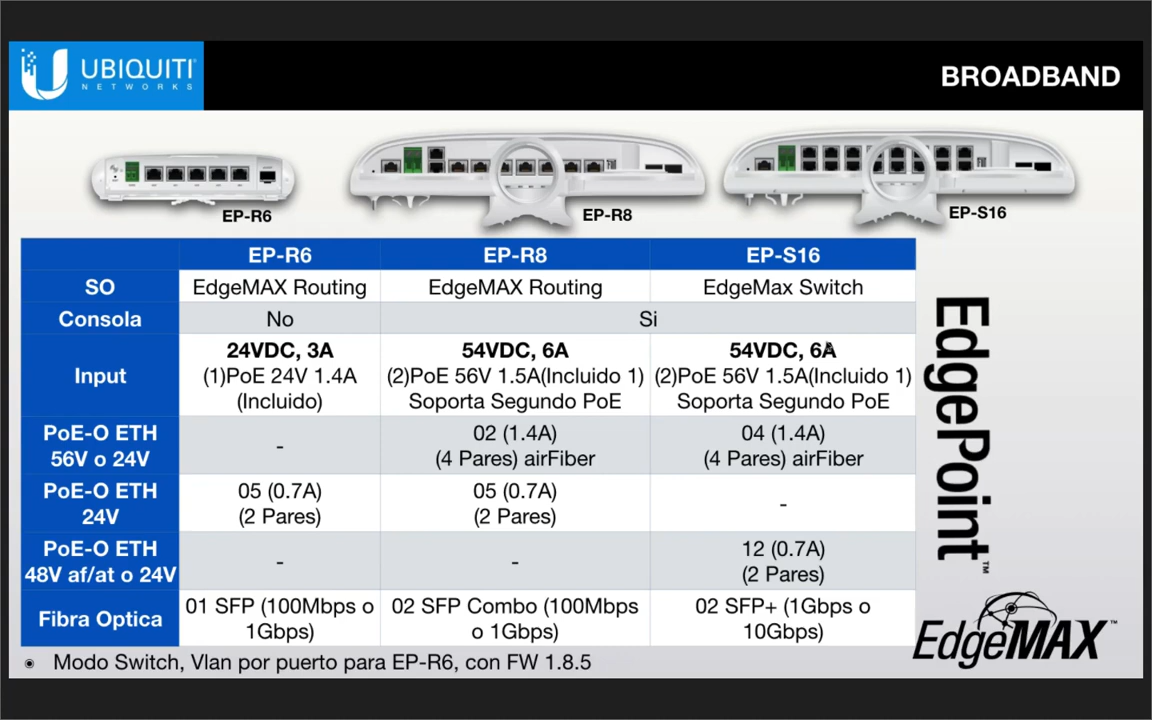 UBIQUITI
NETWORKS
BROADBAND
EP-R6
EP-R8
EP-S16
EP-R6 EP-R8 EP-S16
SO EdgeMAX Routing EdgeMAX Routing EdgeMax Switch
Consola No Si
Input
24VDC, 3A
(1)PoE 24V 1.4A
(Incluido)
54VDC, 6A
(2)PoE 56V 1.5A(Incluido 1)
Soporta Segundo PoE
54VDC, 6A
(2)PoE 56V 1.5A(Incluido 1)
Soporta Segundo PoE
PoE-O ETH
56V o 24V
-
02 (1.4A)
(4 Pares) airFiber
04 (1.4A)
(4 Pares) airFiber
PoE-O ETH
24V
05 (0.7A)
(2 Pares)
05 (0.7A)
(2 Pares)
-
PoE-O ETH
48V af/at o 24V
-
-
12 (0.7A)
(2 Pares)
Fibra Optica
01 SFP (100Mbps o
1Gbps)
02 SFP Combo (100Mbps
o 1Gbps)
02 SFP+ (1Gbps o
10Gbps)
EdgePoint™
EdgeMAX™
Modo Switch, Vlan por puerto para EP-R6, con FW 1.8.5